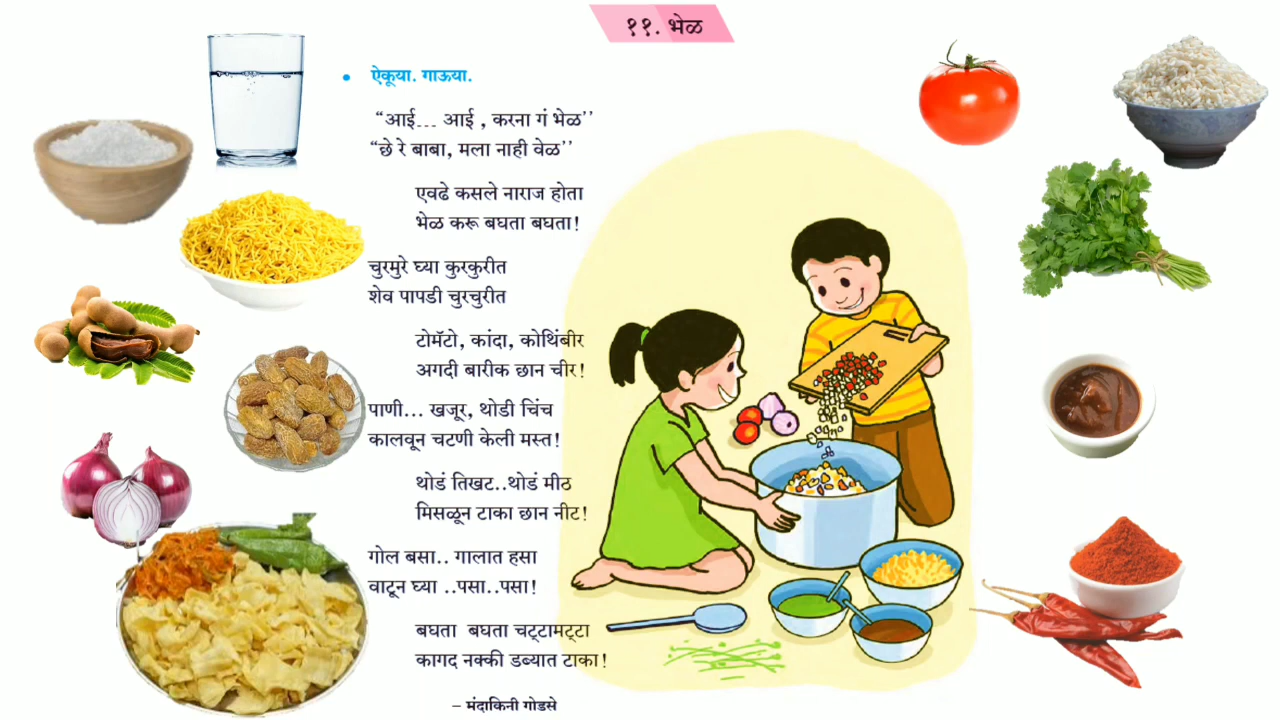 ११. भेळ
• ऐकूया. गाऊया.
“आई... आई , करना गं भेळ’’
“छे रे बाबा, मला नाही वेळ’’
एवढे कसले नाराज होता
भेळ करू बघता बघता!
चुरमुरे घ्या कुरकुरीत
शेव पापडी चुरचुरीत
टोमॅटो, कांदा, कोथिंबीर
अगदी बारीक छान चीर!
पाणी... खजूर, थोडी चिंच
कालवून चटणी केली मस्त!
थोडं तिखट..थोडं मीठ
मिसळून टाका छान नीट!
गोल बसा.. गालात हसा
वाटून घ्या ..पसा..पसा!
बघता बघता चट्टामट्टा
कागद नक्की डब्यात टाका!
– मंदाकिनी गोडसे